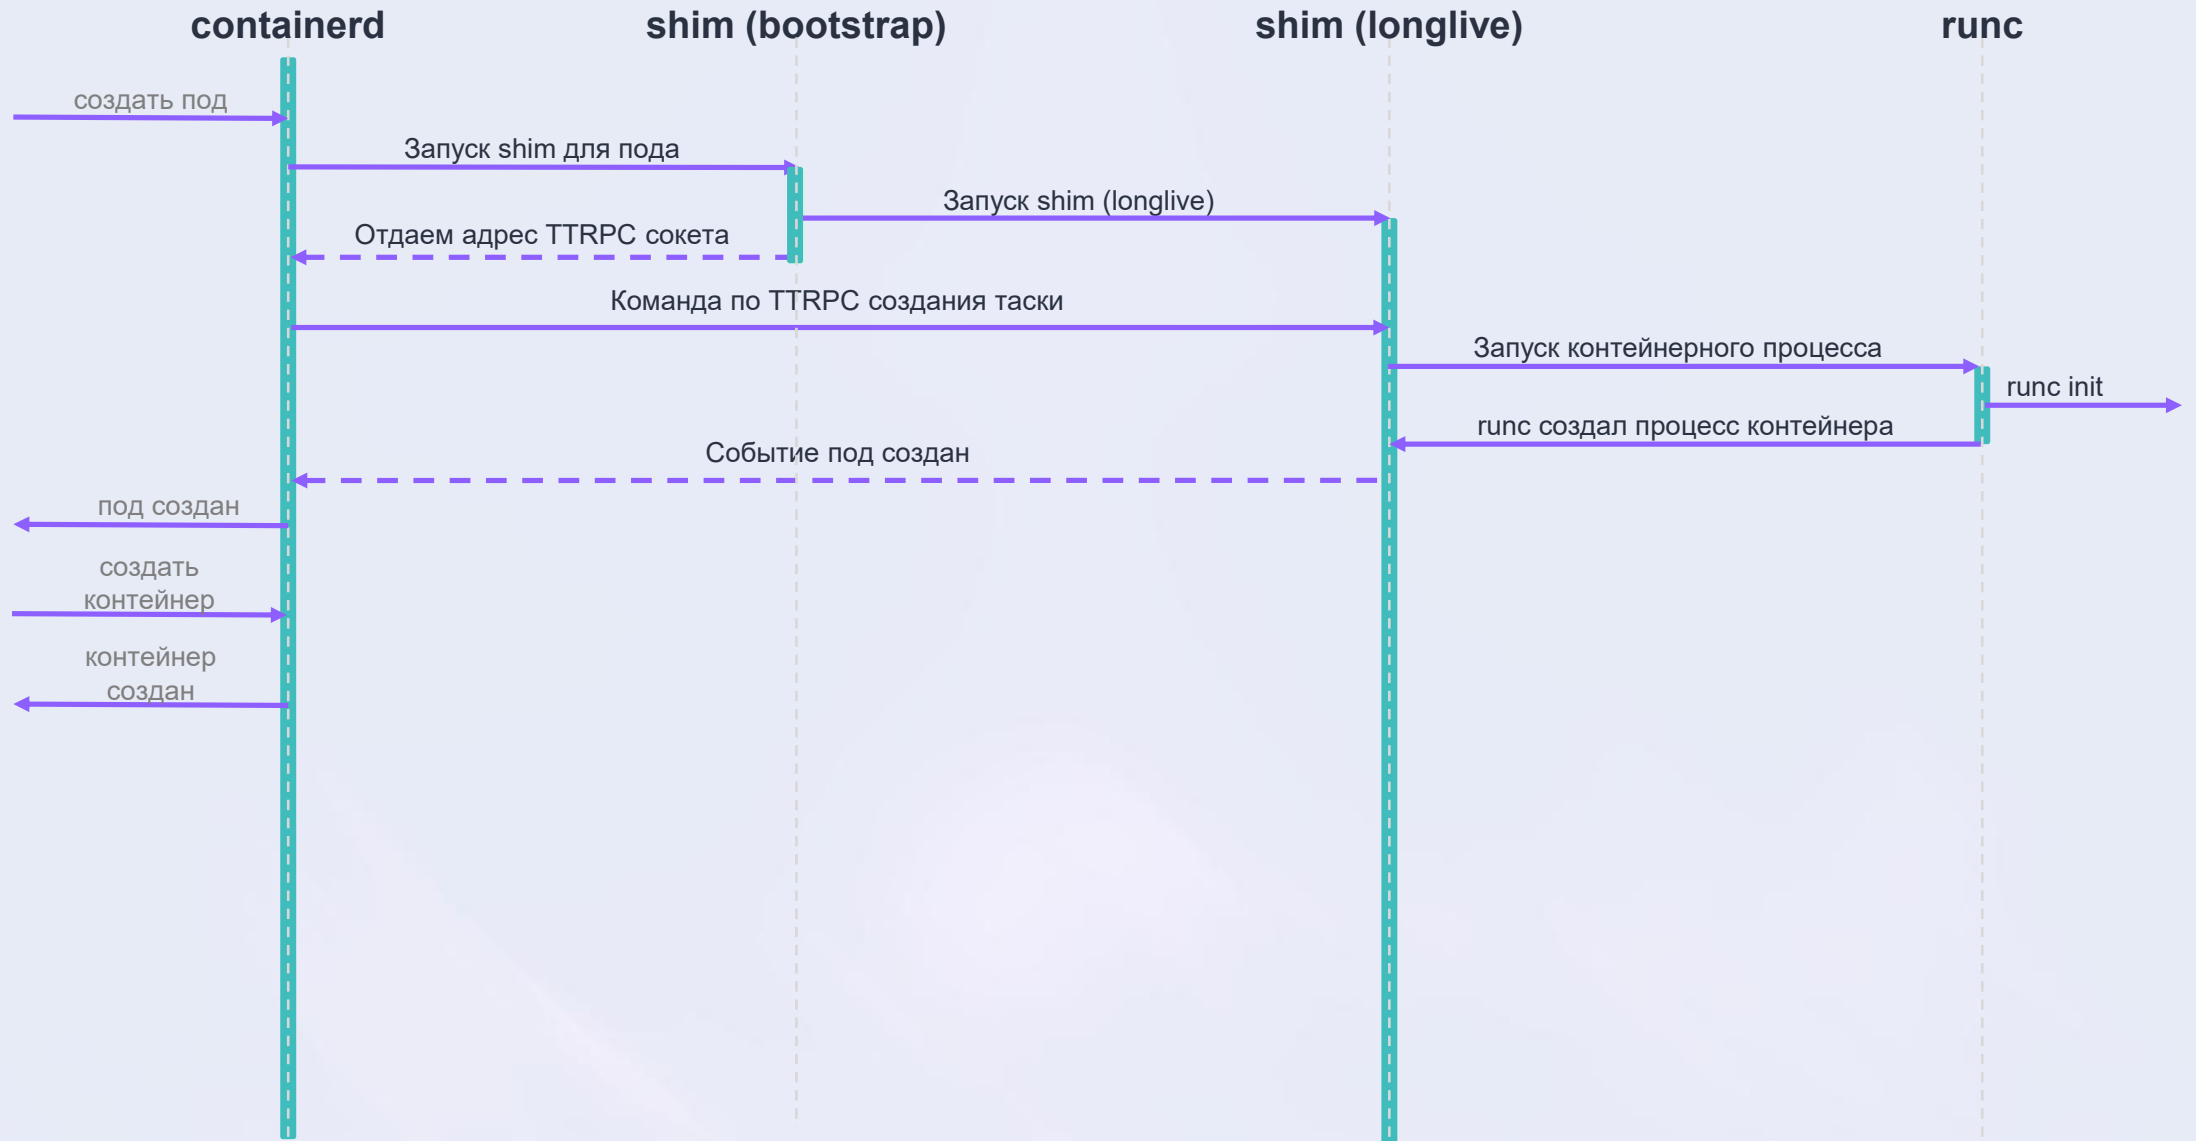 containerd
shim (bootstrap)
shim (longlive)
runc
создать под
Запуск shim для пода
Запуск shim (longlive)
Отдаем адрес TTRPC сокета
Команда по TTRPC создания таски
Запуск контейнерного процесса
runc init
runc создал процесс контейнера
Событие под создан
под создан
создать
контейнер
контейнер
создан